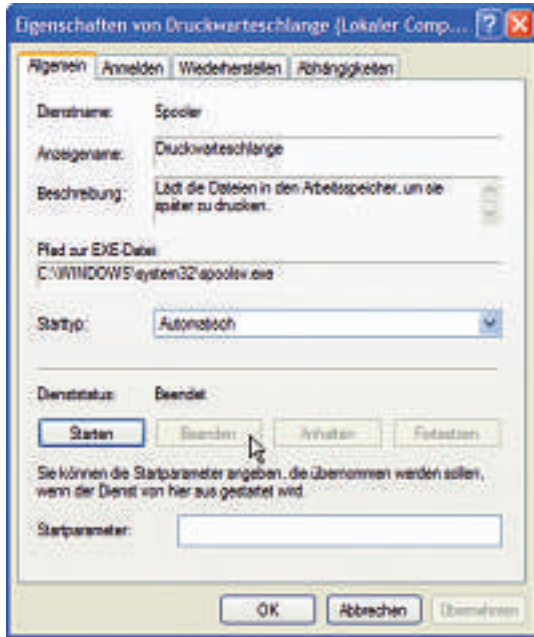 Eigenschaften von Druckwarteschlange (Lokaler Comp...
Allgemein Anmelden Wiederherstellen Abhängigkeiten
Dienstname: Spooler
Anzeigename: Druckwarteschlange
Beschreibung: Lädt die Dateien in den Arbeitsspeicher, um sie
später zu drucken.
Pfad zur EXE-Datei:
C:\WINDOWS\system32\spoolsv.exe
Starttyp: Automatisch
Dienststatus: Beendet
Starten Beenden Anhalten Fortsetzen
Sie können die Startparameter angeben, die übernommen werden sollen,
wenn der Dienst von hier aus gestartet wird.
Startparameter:
OK Abbrechen Übernehmen